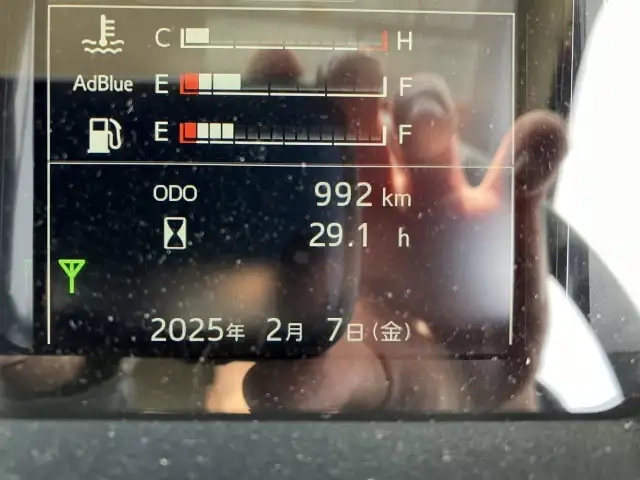 C H
AdBlue E F
E F
ODO 992 km
29.1 h
2025年 2月 7日(金)